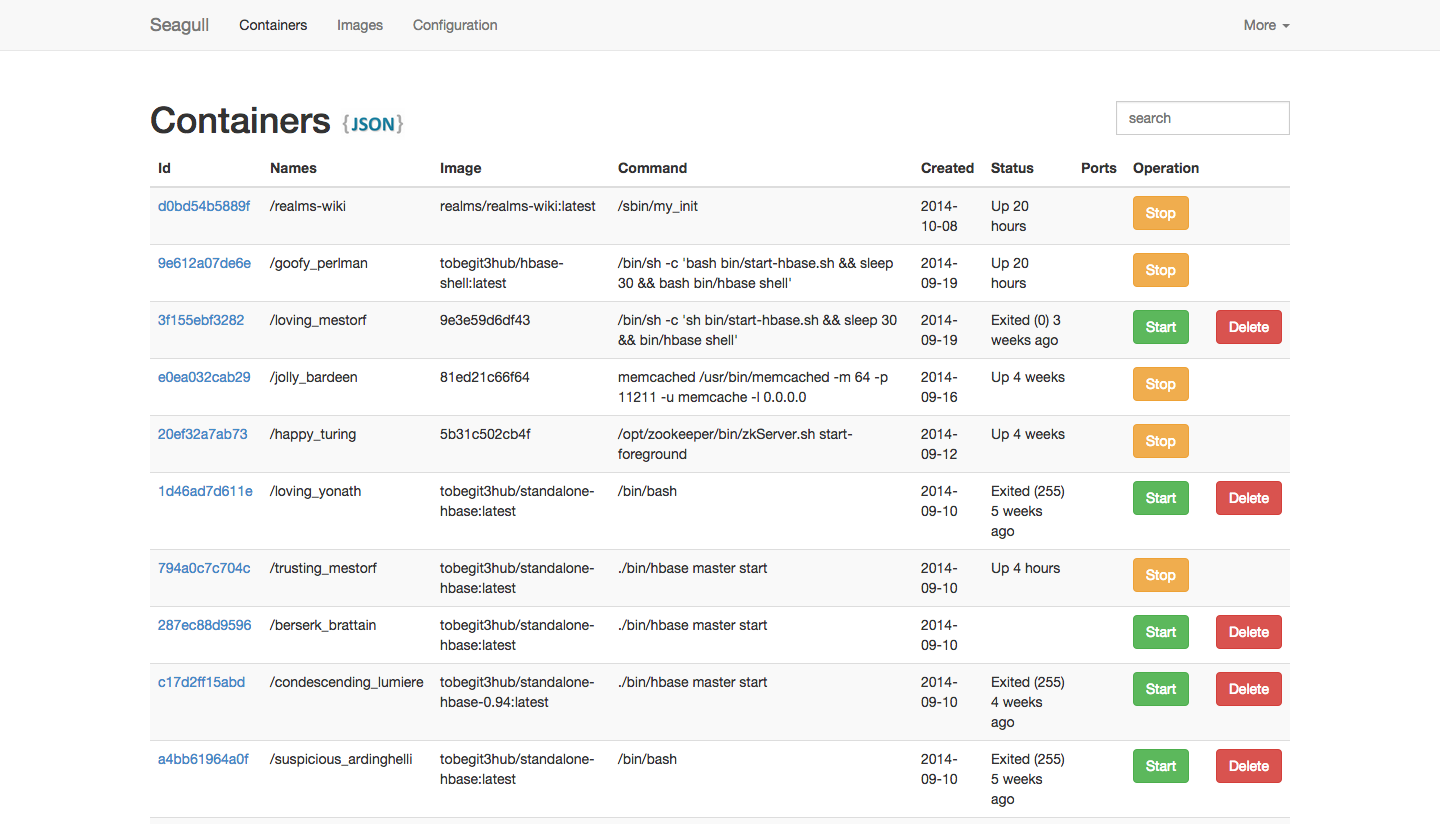 Seagull Containers Images Configuration More
Containers {JSON} search
Id Names Image Command Created Status Ports Operation
d0bd54b5889f /realms-wiki realms/realms-wiki:latest /sbin/my_init 2014- Up 20 Stop
10-08 hours
9e612a07de6e /goofy_perlman tobegit3hub/hbase- /bin/sh -c 'bash bin/start-hbase.sh && sleep 2014- Up 20 Stop
shell:latest 30 && bash bin/hbase shell' 09-19 hours
3f155ebf3282 /loving_mestorf 9e3e59d6df43 /bin/sh -c 'sh bin/start-hbase.sh && sleep 30 2014- Exited (0) 3 Start Delete
&& bin/hbase shell' 09-19 weeks ago
e0ea032cab29 /jolly_bardeen 81ed21c66f64 memcached /usr/bin/memcached -m 64 -p 2014- Up 4 weeks Stop
11211 -u memcache -l 0.0.0.0 09-16
20ef32a7ab73 /happy_turing 5b31c502cb4f /opt/zookeeper/bin/zkServer.sh start- 2014- Up 4 weeks Stop
foreground 09-12
1d46ad7d611e /loving_yonath tobegit3hub/standalone- /bin/bash 2014- Exited (255) Start Delete
hbase:latest 09-10 5 weeks
ago
794a0c7c704c /trusting_mestorf tobegit3hub/standalone- ./bin/hbase master start 2014- Up 4 hours Stop
hbase:latest 09-10
287ec88d9596 /berserk_brattain tobegit3hub/standalone- ./bin/hbase master start 2014- Start Delete
hbase:latest 09-10
c17d2ff15abd /condescending_lumiere tobegit3hub/standalone- ./bin/hbase master start 2014- Exited (255) Start Delete
hbase-0.94:latest 09-10 4 weeks
ago
a4bb61964a0f /suspicious_ardinghelli tobegit3hub/standalone- /bin/bash 2014- Exited (255) Start Delete
hbase:latest 09-10 5 weeks
ago